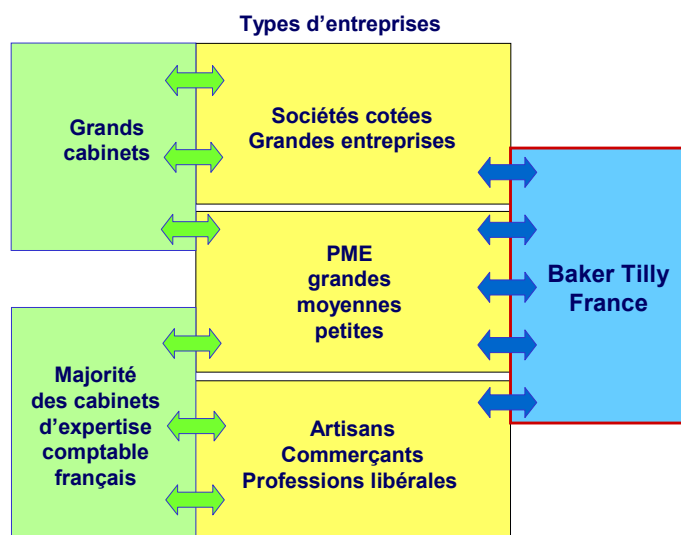 Types d'entreprises
Grands
cabinets
Sociétés cotées
Grandes entreprises
PME
grandes
moyennes
petites
Baker Tilly
France
Majorité
des cabinets
d'expertise
comptable
français
Artisans
Commerçants
Professions libérales